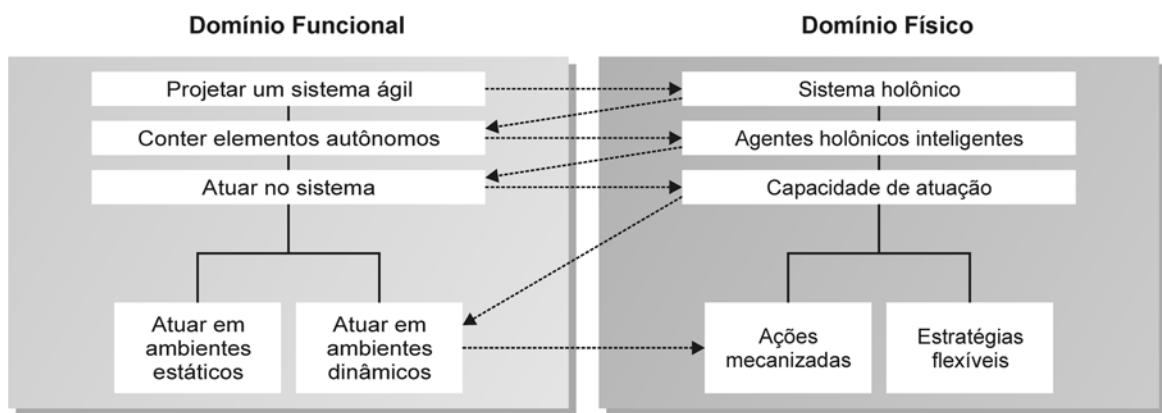 Domínio Funcional
Domínio Físico
Projetar um sistema ágil
Conter elementos autônomos
Atuar no sistema
Atuar em
ambientes
estáticos
Atuar em
ambientes
dinâmicos
Sistema holônico
Agentes holônicos inteligentes
Capacidade de atuação
Ações
mecanizadas
Estratégias
flexíveis